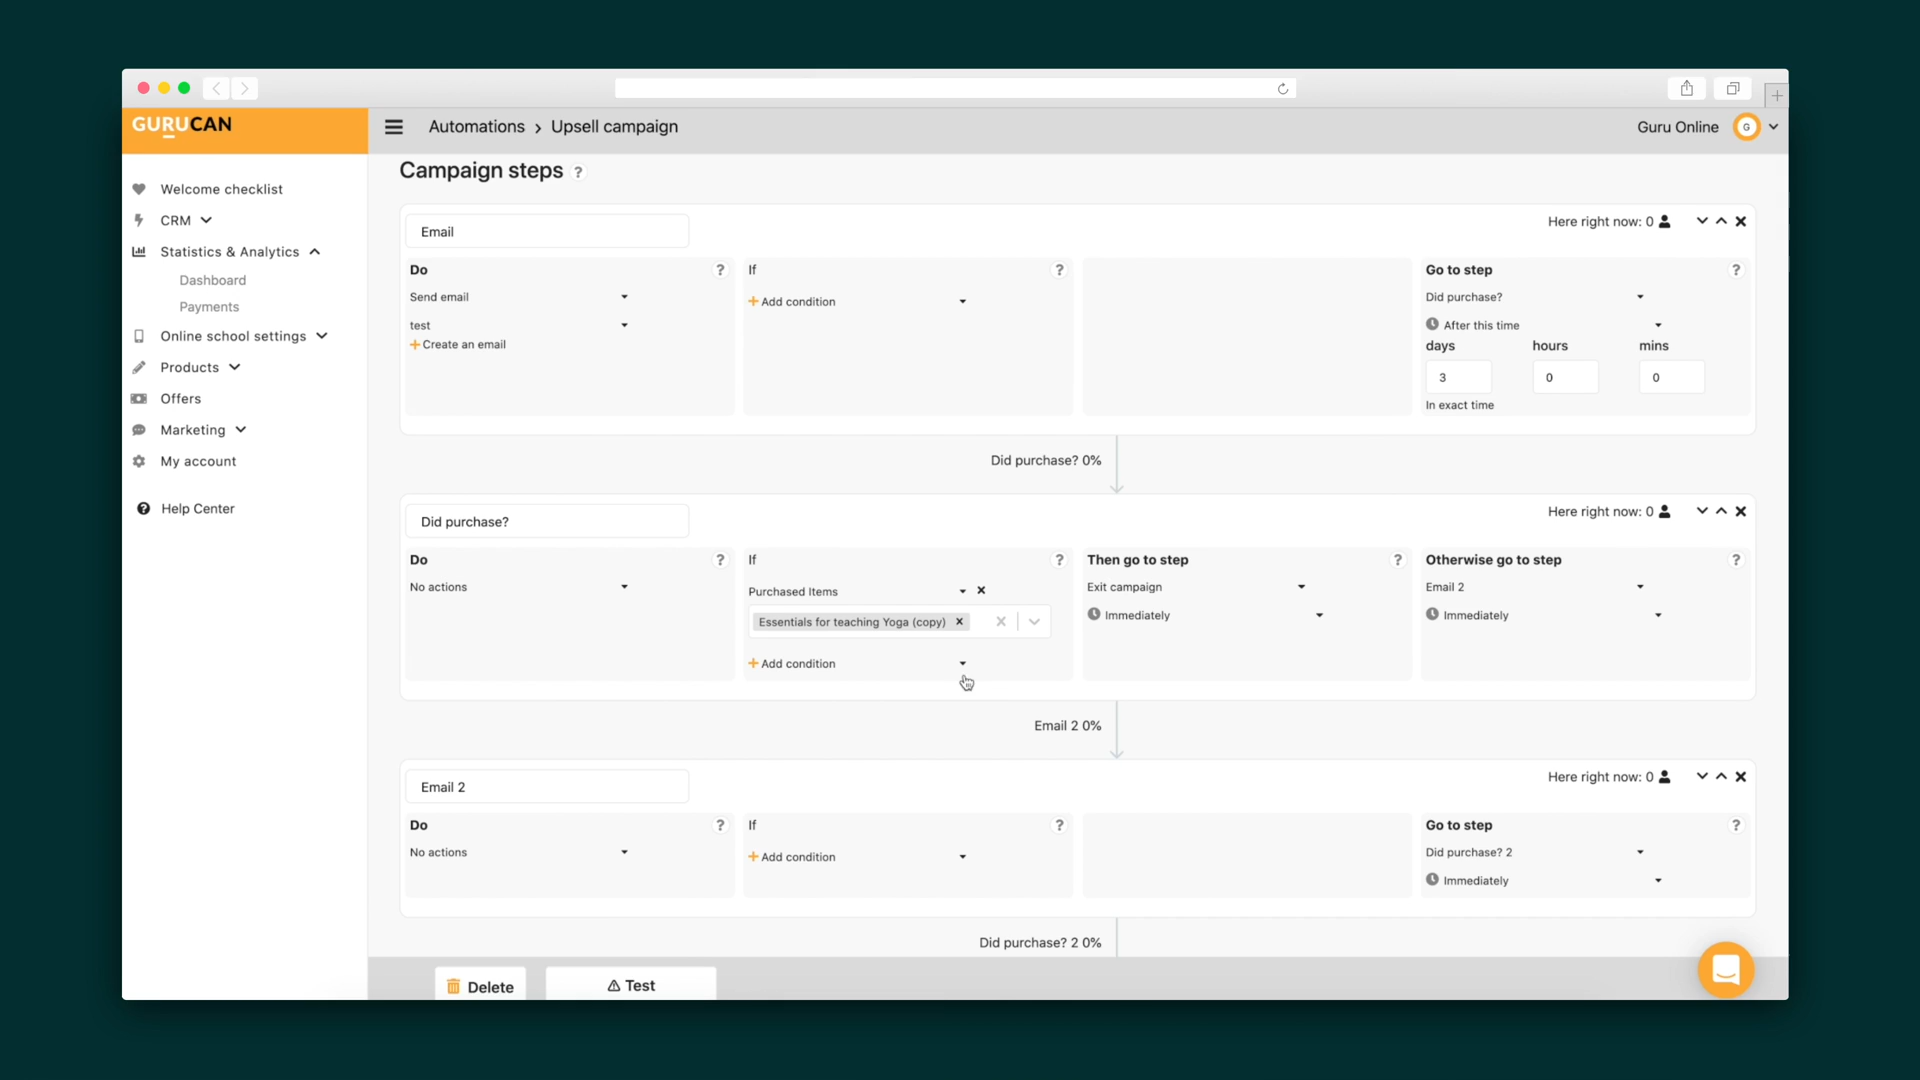 GURUCAN
Automations › Upsell campaign
Guru Online
G
Welcome checklist
CRM
Statistics & Analytics
Dashboard
Payments
Online school settings
Products
Offers
Marketing
My account
Help Center
Campaign steps ?
Email
Here right now: 0
Do ?
Send email
test
+Create an email
If ?
+Add condition
Go to step ?
Did purchase?
After this time
days hours mins
3 0 0
In exact time
Did purchase? 0%
Did purchase?
Here right now: 0
Do ?
No actions
If ?
Purchased Items
Essentials for teaching Yoga (copy)
+Add condition
Then go to step ?
Exit campaign
Immediately
Otherwise go to step ?
Email 2
Immediately
Email 2 0%
Email 2
Here right now: 0
Do ?
No actions
If ?
+Add condition
Go to step ?
Did purchase? 2
Immediately
Did purchase? 2 0%
Delete
Test